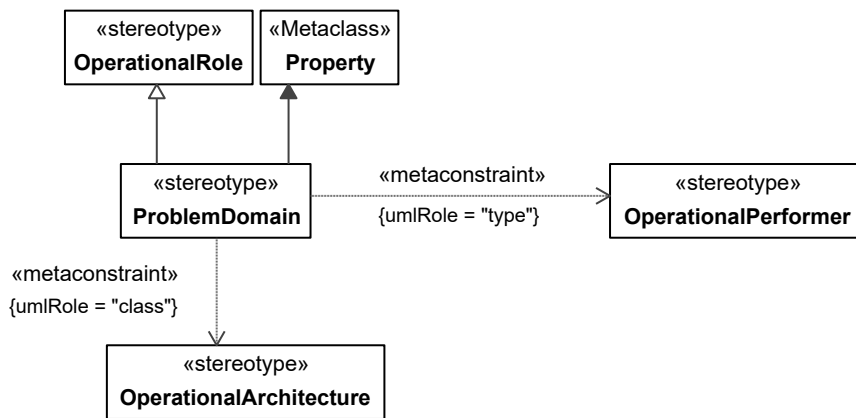 «stereotype»
OperationalRole
«Metaclass»
Property
«stereotype»
ProblemDomain
«metaconstraint»
{umlRole = "type"}
«stereotype»
OperationalPerformer
«metaconstraint»
{umlRole = "class"}
«stereotype»
OperationalArchitecture